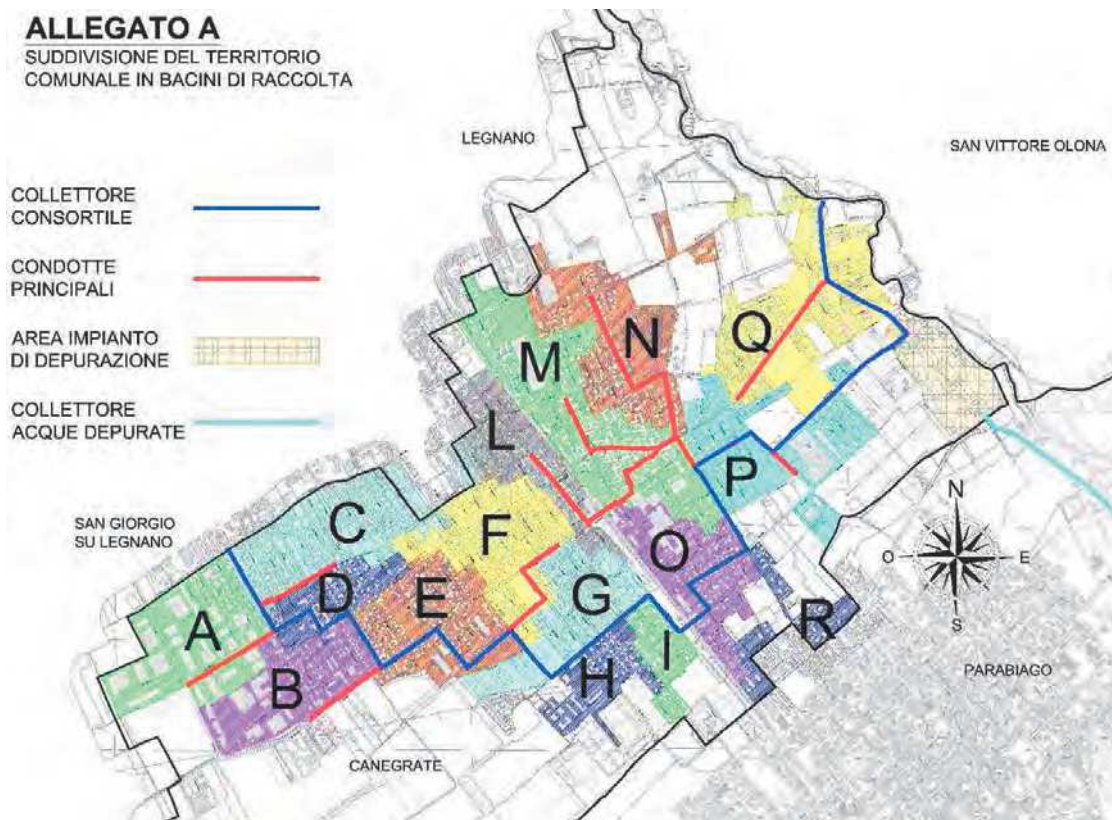 ALLEGATO A
SUDDIVISIONE DEL TERRITORIO
COMUNALE IN BACINI DI RACCOLTA
LEGNANO
SAN VITTORE OLONA
COLLETTORE
CONSORTILE
CONDOTTE
PRINCIPALI
AREA IMPIANTO
DI DEPURAZIONE
COLLETTORE
ACQUE DEPURATE
N
Q
M
L
P
C
SAN GIORGIO
SU LEGNANO
F
O
D
E
G
A
B
H
I
R
N
O
E
S
PARABIAGO
CANEGRATE